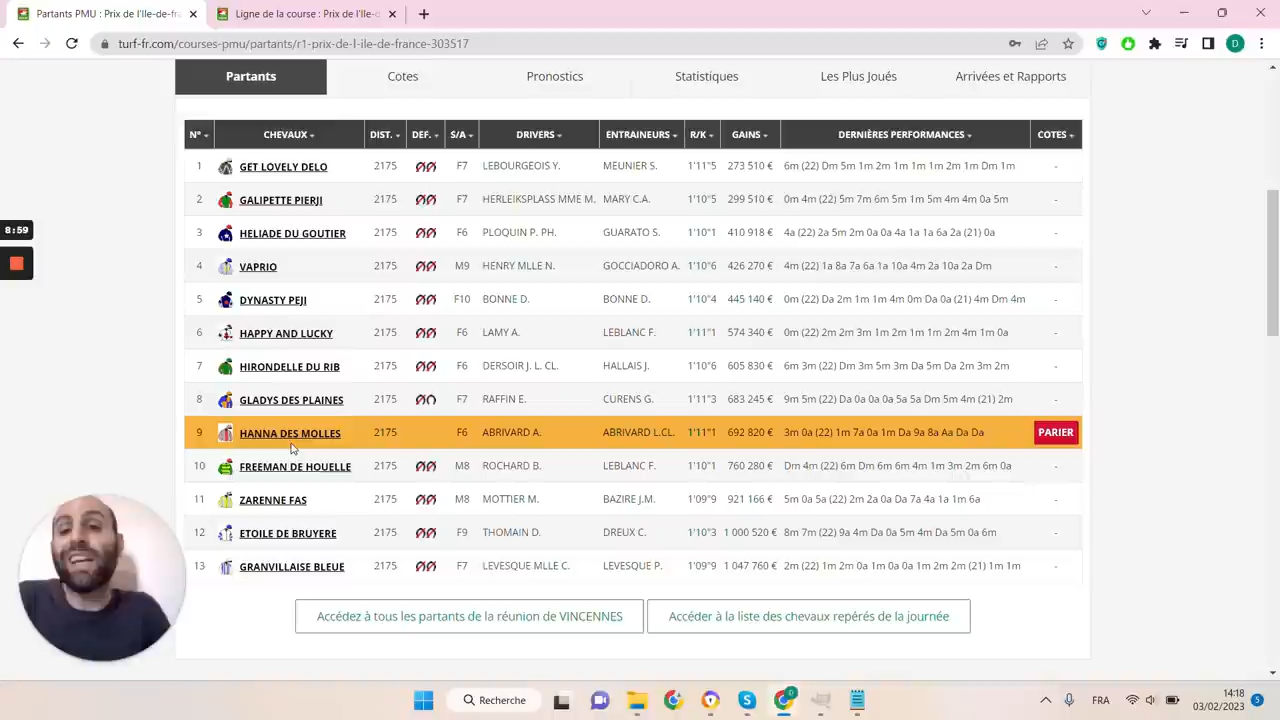 Partants PMU : Prix de l'Ile-de-Fran
Ligne de courses : Prix de l'Ile-
turf-fr.com/courses-pmu/partants/r1-prix-de-l-ile-de-france-303517
Partants Cotes Pronostics Statistiques Les Plus Joués Arrivées et Rapports
N° CHEVAUX DIST. DEF. S/A DRIVERS ENTRAINEURS R/K GAINS DERNIÈRES PERFORMANCES COTES
1 GET LOVELY DELO 2175 F7 LEBOURGEOIS Y. MEUNIER S. 1'11"5 273 510 € 6m (22) Dm 5m 1m 2m 1m 1m 1m 2m 1m Dm 1m -
2 GALIPETTE PIERJI 2175 F7 HERLEIKSPLASS MME M. MARY C.A. 1'10"5 299 510 € 0m 4m (22) 5m 7m 6m 5m 1m 5m 4m 4m 0a 5m -
3 HELIADE DU GOUTIER 2175 F6 PLOQUIN P. PH. GUARATO S. 1'10"1 410 918 € 4a (22) 2a 5m 2m 0a 0a 4a 1a 1a 6a 2a (21) 0a -
4 VAPRIO 2175 M9 HENRY MLLE N. GOCCIADORO A. 1'10"6 426 270 € 4m (22) 1a 8a 7a 6a 1a 10a 4m 2a 10a 2a Dm -
5 DYNASTY PEJI 2175 F10 BONNE D. BONNE D. 1'10"4 445 140 € 0m (22) Da 2m 1m 1m 4m 0m Da 0a (21) 4m Dm 4m -
6 HAPPY AND LUCKY 2175 F6 LAMY A. LEBLANC F. 1'11"1 574 340 € 0m (22) 2m 2m 3m 1m 2m 1m 1m 2m 4m 1m 0a -
7 HIRONDELLE DU RIB 2175 F6 DERSOIR J. L. CL. HALLAIS J. 1'10"6 605 830 € 6m 3m (22) Dm 3m 5m 3m Da 5m Da 2m 3m 2m -
8 GLADYS DES PLAINES 2175 F7 RAFFIN E. CURENS G. 1'11"3 683 245 € 9m 5m (22) Da 0a 0a 0a 5a 5a Dm 5m 4m (21) 2m -
9 HANNA DES MOLLES 2175 F6 ABRIVARD A. ABRIVARD L.CL. 1'11"1 692 820 € 3m 0a (22) 1m 7a 0a 1m Da 9a 8a Aa Da Da PARIER
10 FREEMAN DE HOUELLE 2175 M8 ROCHARD B. LEBLANC F. 1'10"1 760 280 € Dm 4m (22) 6m Dm 6m 6m 4m 1m 3m 2m 6m 0a -
11 ZARENNE FAS 2175 M8 MOTTIER M. BAZIRE J.M. 1'09"9 921 166 € 5m 0a 5a (22) 2m 2a 0a Da 7a 4a 1a 1m 6a -
12 ETOILE DE BRUYERE 2175 F9 THOMAIN D. DREUX C. 1'10"3 1 000 520 € 8m 7m (22) 9a 4m Da 0a 5m 4m Da 5m 0a 6m -
13 GRANVILLAISE BLEUE 2175 F7 LEVESQUE MLLE C. LEVESQUE P. 1'09"9 1 047 760 € 2m (22) 1m 2m 0a 1m 0a 0a 1m 2m 2m (21) 1m 1m -
Accédez à tous les partants de la réunion de VINCENNES Accéder à la liste des chevaux repérés de la journée
8:59
D
Recherche
FRA
14:18
03/02/2023
5